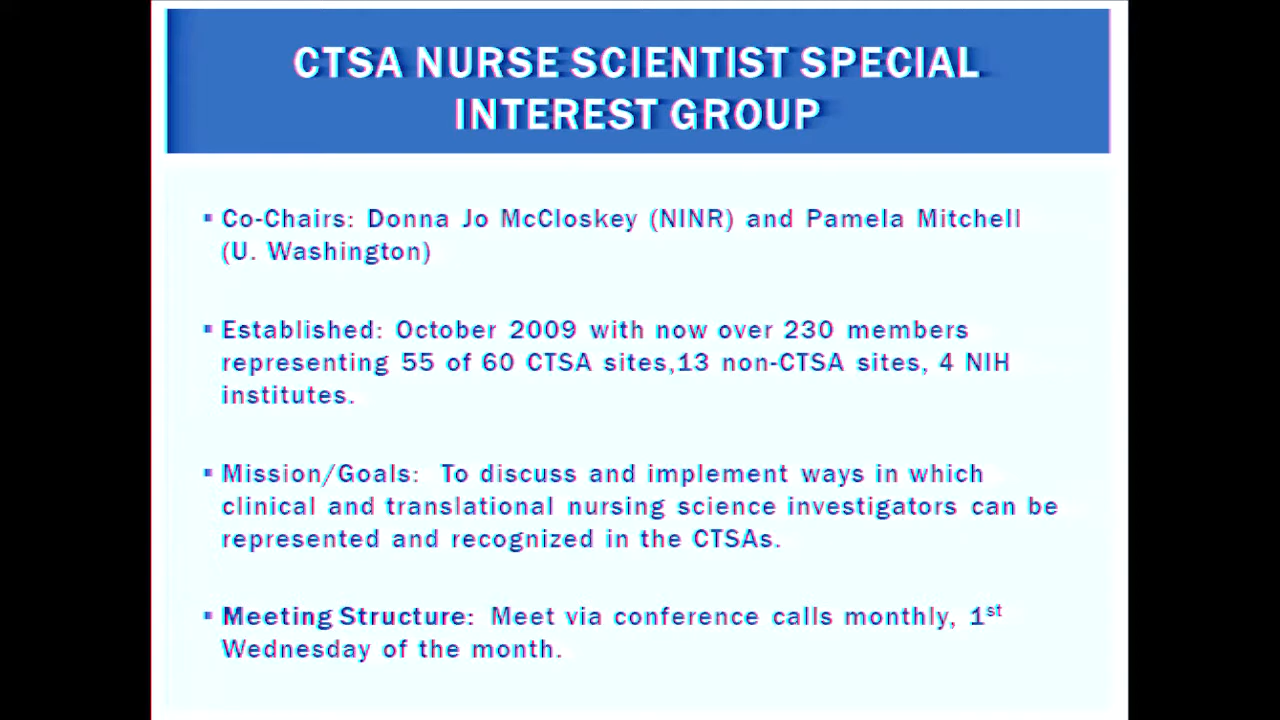 CTSA NURSE SCIENTIST SPECIAL
INTEREST GROUP
▪ Co-Chairs: Donna Jo McCloskey (NINR) and Pamela Mitchell
(U. Washington)
▪ Established: October 2009 with now over 230 members
representing 55 of 60 CTSA sites,13 non-CTSA sites, 4 NIH
institutes.
▪ Mission/Goals: To discuss and implement ways in which
clinical and translational nursing science investigators can be
represented and recognized in the CTSAs.
▪ Meeting Structure: Meet via conference calls monthly, 1st
Wednesday of the month.